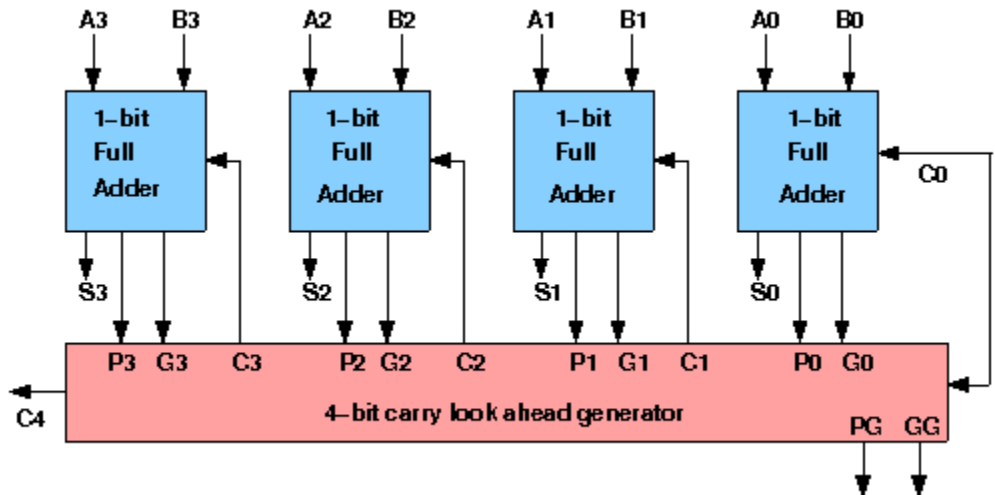 A3 B3 A2 B2 A1 B1 A0 B0
1-bit
Full
Adder
1-bit
Full
Adder
1-bit
Full
Adder
1-bit
Full
Adder
C0
S3 S2 S1 S0
P3 G3 C3 P2 G2 C2 P1 G1 C1 P0 G0
4-bit carry look ahead generator
C4
PG GG